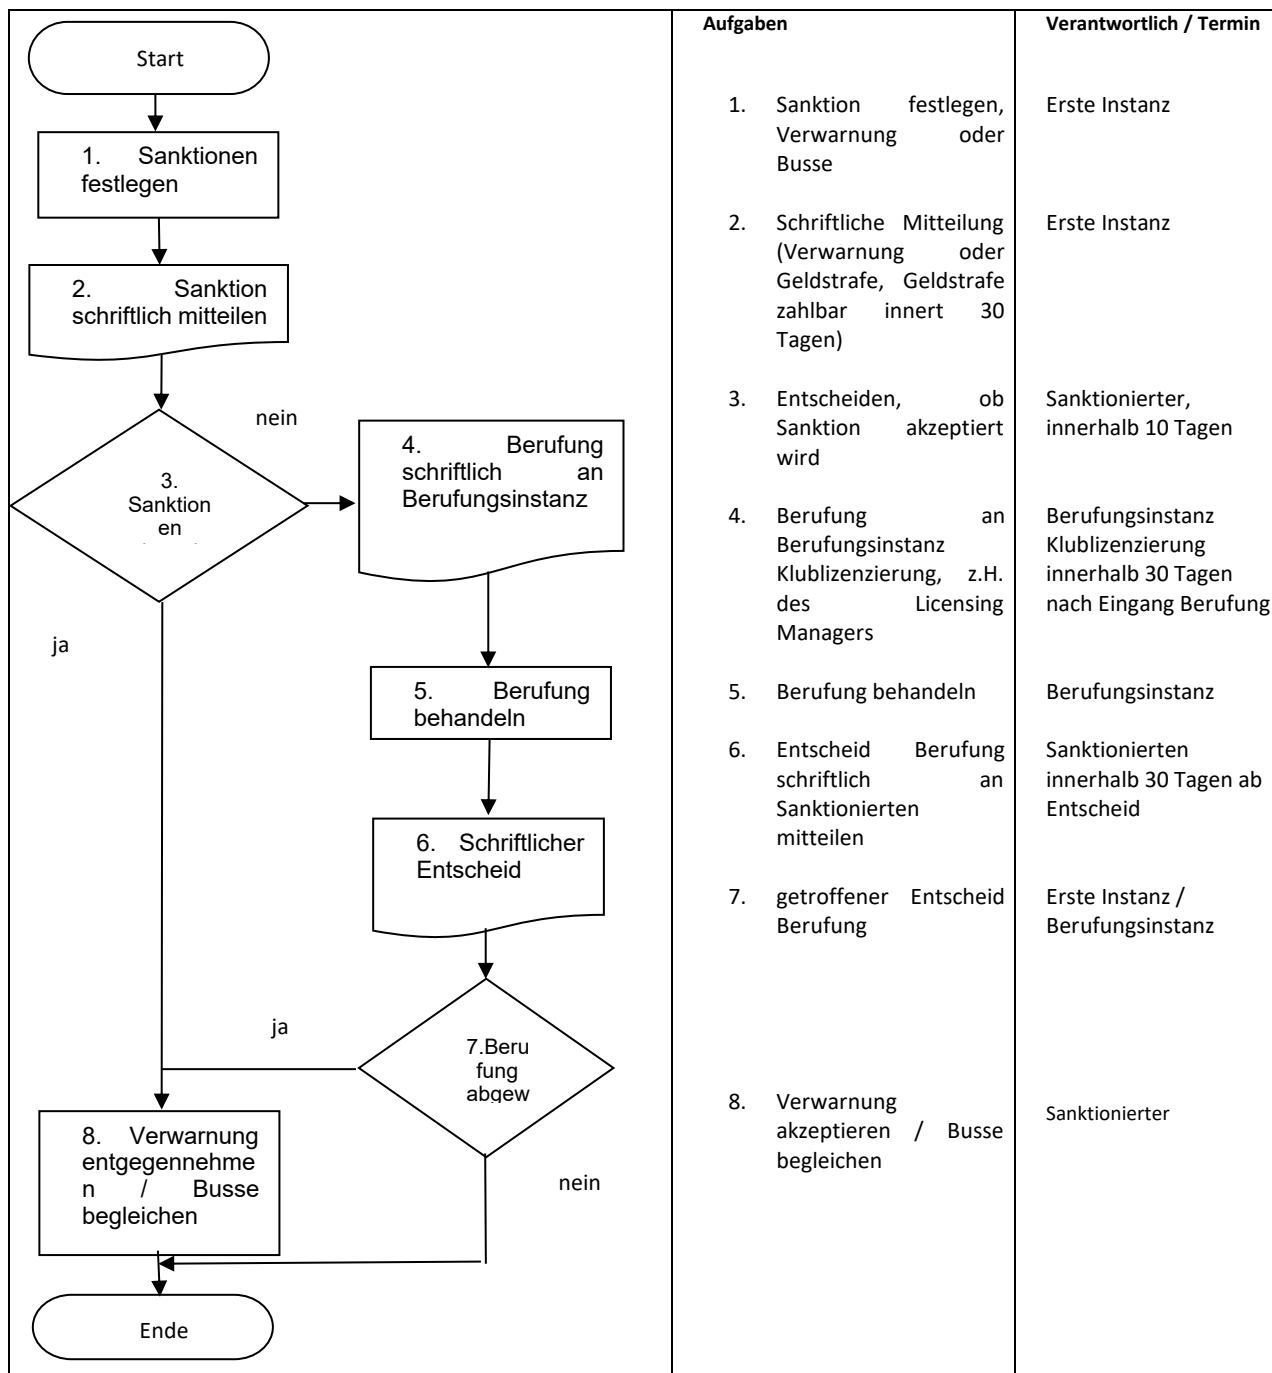 Start
1. Sanktionen
festlegen
2. Sanktion
schriftlich mitteilen
nein
3.
Sanktion
en
4. Berufung
schriftlich an
Berufungsinstanz
ja
5. Berufung
behandeln
6. Schriftlicher
Entscheid
ja
7.Beru
fung
abgew
nein
8. Verwarnung
entgegennehme
n / Busse
begleichen
Ende
Aufgaben
1. Sanktion festlegen,
Verwarnung oder
Busse
2. Schriftliche Mitteilung
(Verwarnung oder
Geldstrafe, Geldstrafe
zahlbar innert 30
Tagen)
3. Entscheiden, ob
Sanktion akzeptiert
wird
4. Berufung an
Berufungsinstanz
Klublizenzierung, z.H.
des Licensing
Managers
5. Berufung behandeln
6. Entscheid Berufung
schriftlich an
Sanktionierten
mitteilen
7. getroffener Entscheid
Berufung
8. Verwarnung
akzeptieren / Busse
begleichen
Verantwortlich / Termin
Erste Instanz
Erste Instanz
Sanktionierter,
innerhalb 10 Tagen
Berufungsinstanz
Klublizenzierung
innerhalb 30 Tagen
nach Eingang Berufung
Berufungsinstanz
Sanktionierten
innerhalb 30 Tagen ab
Entscheid
Erste Instanz /
Berufungsinstanz
Sanktionierter